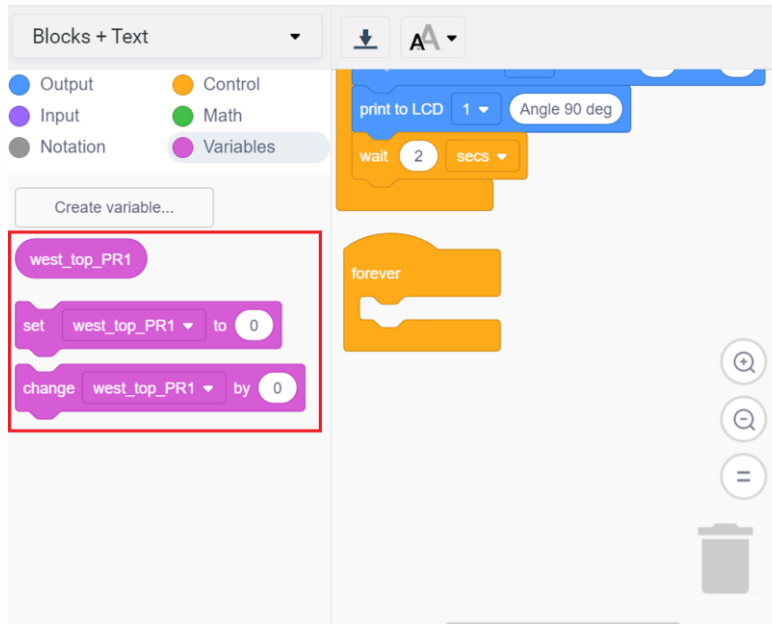 Blocks + Text
Output
Control
Input
Math
Notation
Variables
Create variable...
west_top_PR1
set west_top_PR1 to 0
change west_top_PR1 by 0
AA
print to LCD 1 Angle 90 deg
wait 2 secs
forever